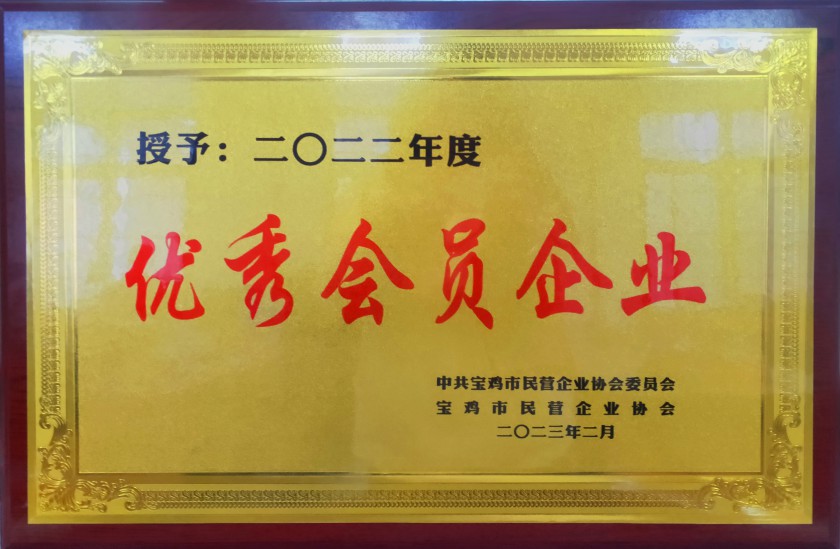 授予：二〇二二年度
优秀会员企业
中共宝鸡市民营企业协会委员会
宝鸡市民营企业协会
二〇二三年二月